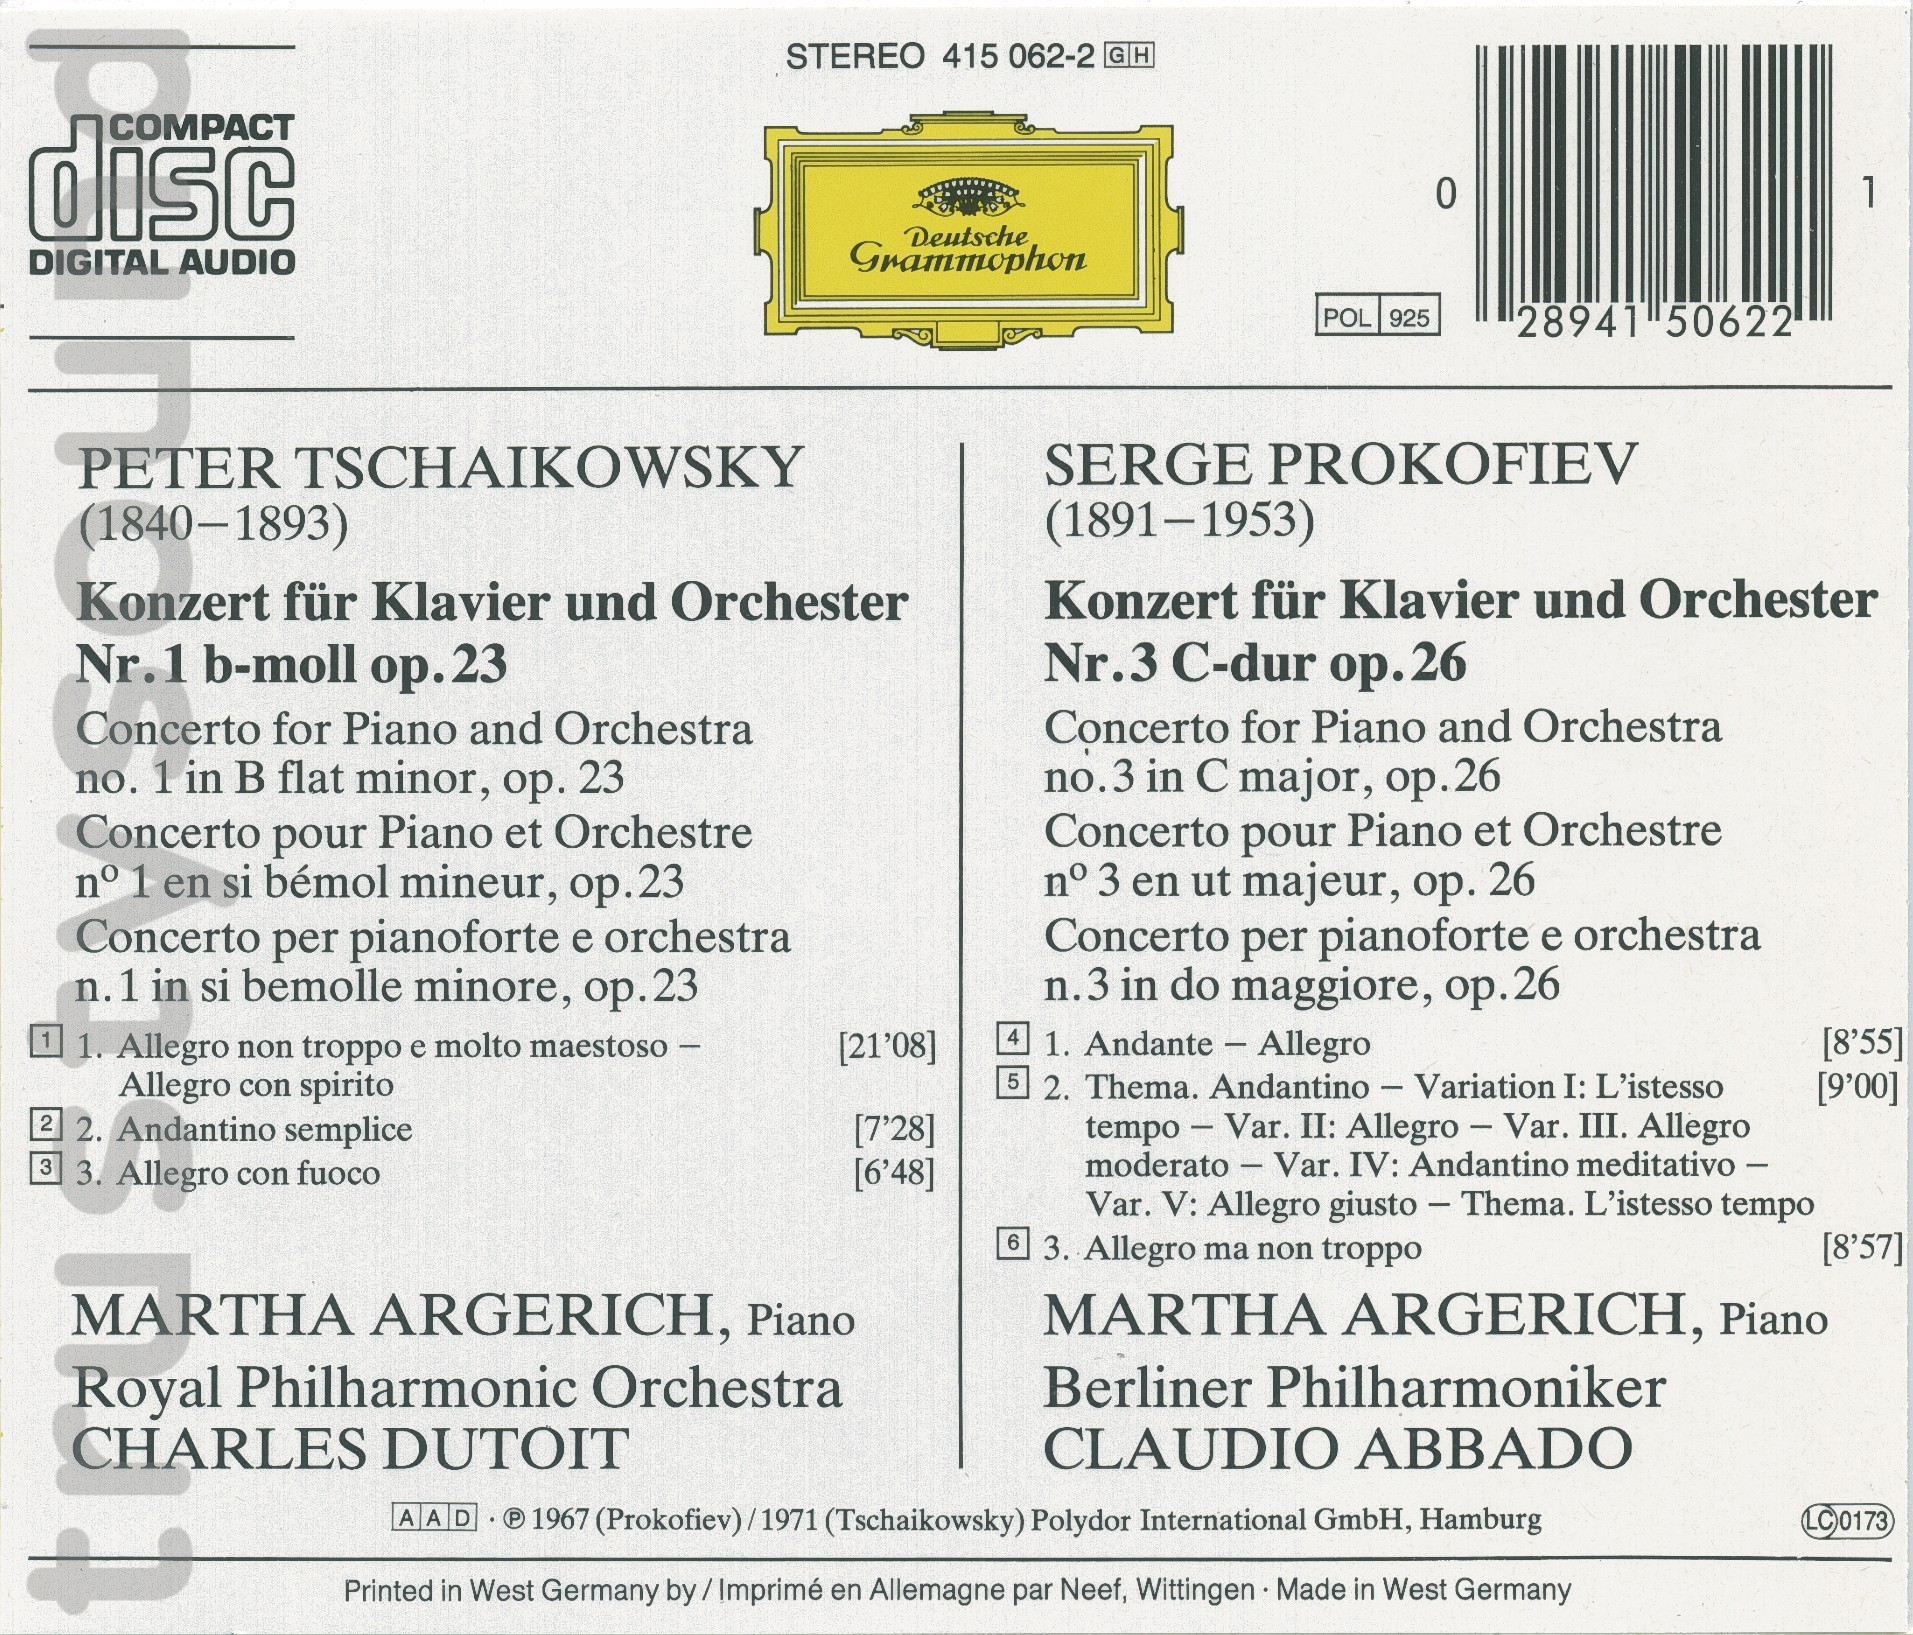 STEREO 415 062-2 GH
COMPACT
disc
DIGITAL AUDIO
Deutsche
Grammophon
POL 925
0 28941 50622 1
PETER TSCHAIKOWSKY
(1840–1893)
Konzert für Klavier und Orchester
Nr. 1 b-moll op. 23
Concerto for Piano and Orchestra
no. 1 in B flat minor, op. 23
Concerto pour Piano et Orchestre
nº 1 en si bémol mineur, op. 23
Concerto per pianoforte e orchestra
n. 1 in si bemolle minore, op. 23
1 1. Allegro non troppo e molto maestoso – [21’08]
Allegro con spirito
2 2. Andantino semplice [7’28]
3 3. Allegro con fuoco [6’48]
MARTHA ARGERICH, Piano
Royal Philharmonic Orchestra
CHARLES DUTOIT
SERGE PROKOFIEV
(1891–1953)
Konzert für Klavier und Orchester
Nr. 3 C-dur op. 26
Concerto for Piano and Orchestra
no. 3 in C major, op. 26
Concerto pour Piano et Orchestre
nº 3 en ut majeur, op. 26
Concerto per pianoforte e orchestra
n. 3 in do maggiore, op. 26
4 1. Andante – Allegro [8’55]
5 2. Thema. Andantino – Variation I: L’istesso [9’00]
tempo – Var. II: Allegro – Var. III. Allegro
moderato – Var. IV: Andantino meditativo –
Var. V: Allegro giusto – Thema. L’istesso tempo
6 3. Allegro ma non troppo [8’57]
MARTHA ARGERICH, Piano
Berliner Philharmoniker
CLAUDIO ABBADO
AAD · ℗ 1967 (Prokofiev) / 1971 (Tschaikowsky) Polydor International GmbH, Hamburg
LC 0173
Printed in West Germany by / Imprimé en Allemagne par Neef, Wittingen · Made in West Germany
trustysound